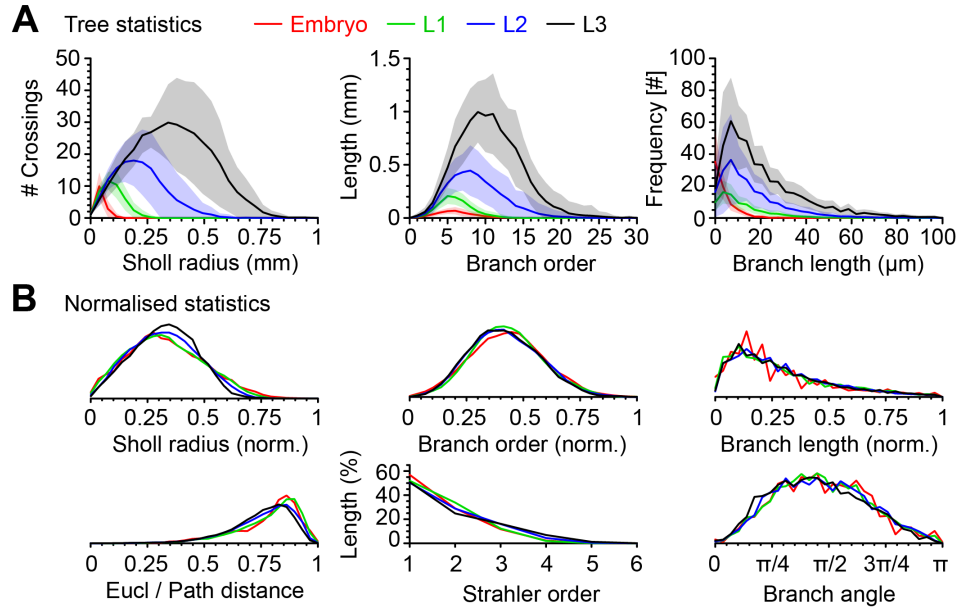 A Tree statistics Embryo L1 L2 L3
# Crossings
50
40
30
20
10
0
0 0.25 0.5 0.75 1
Sholl radius (mm)
Length (mm)
1.5
1
0.5
0
0 5 10 15 20 25 30
Branch order
Frequency [#]
100
80
60
40
20
0
0 20 40 60 80 100
Branch length (µm)
B Normalised statistics
0 0.25 0.5 0.75 1
Sholl radius (norm.)
0 0.25 0.5 0.75 1
Branch order (norm.)
0 0.25 0.5 0.75 1
Branch length (norm.)
0 0.25 0.5 0.75 1
Eucl / Path distance
Length (%)
60
40
20
0
1 2 3 4 5 6
Strahler order
0 π/4 π/2 3π/4 π
Branch angle